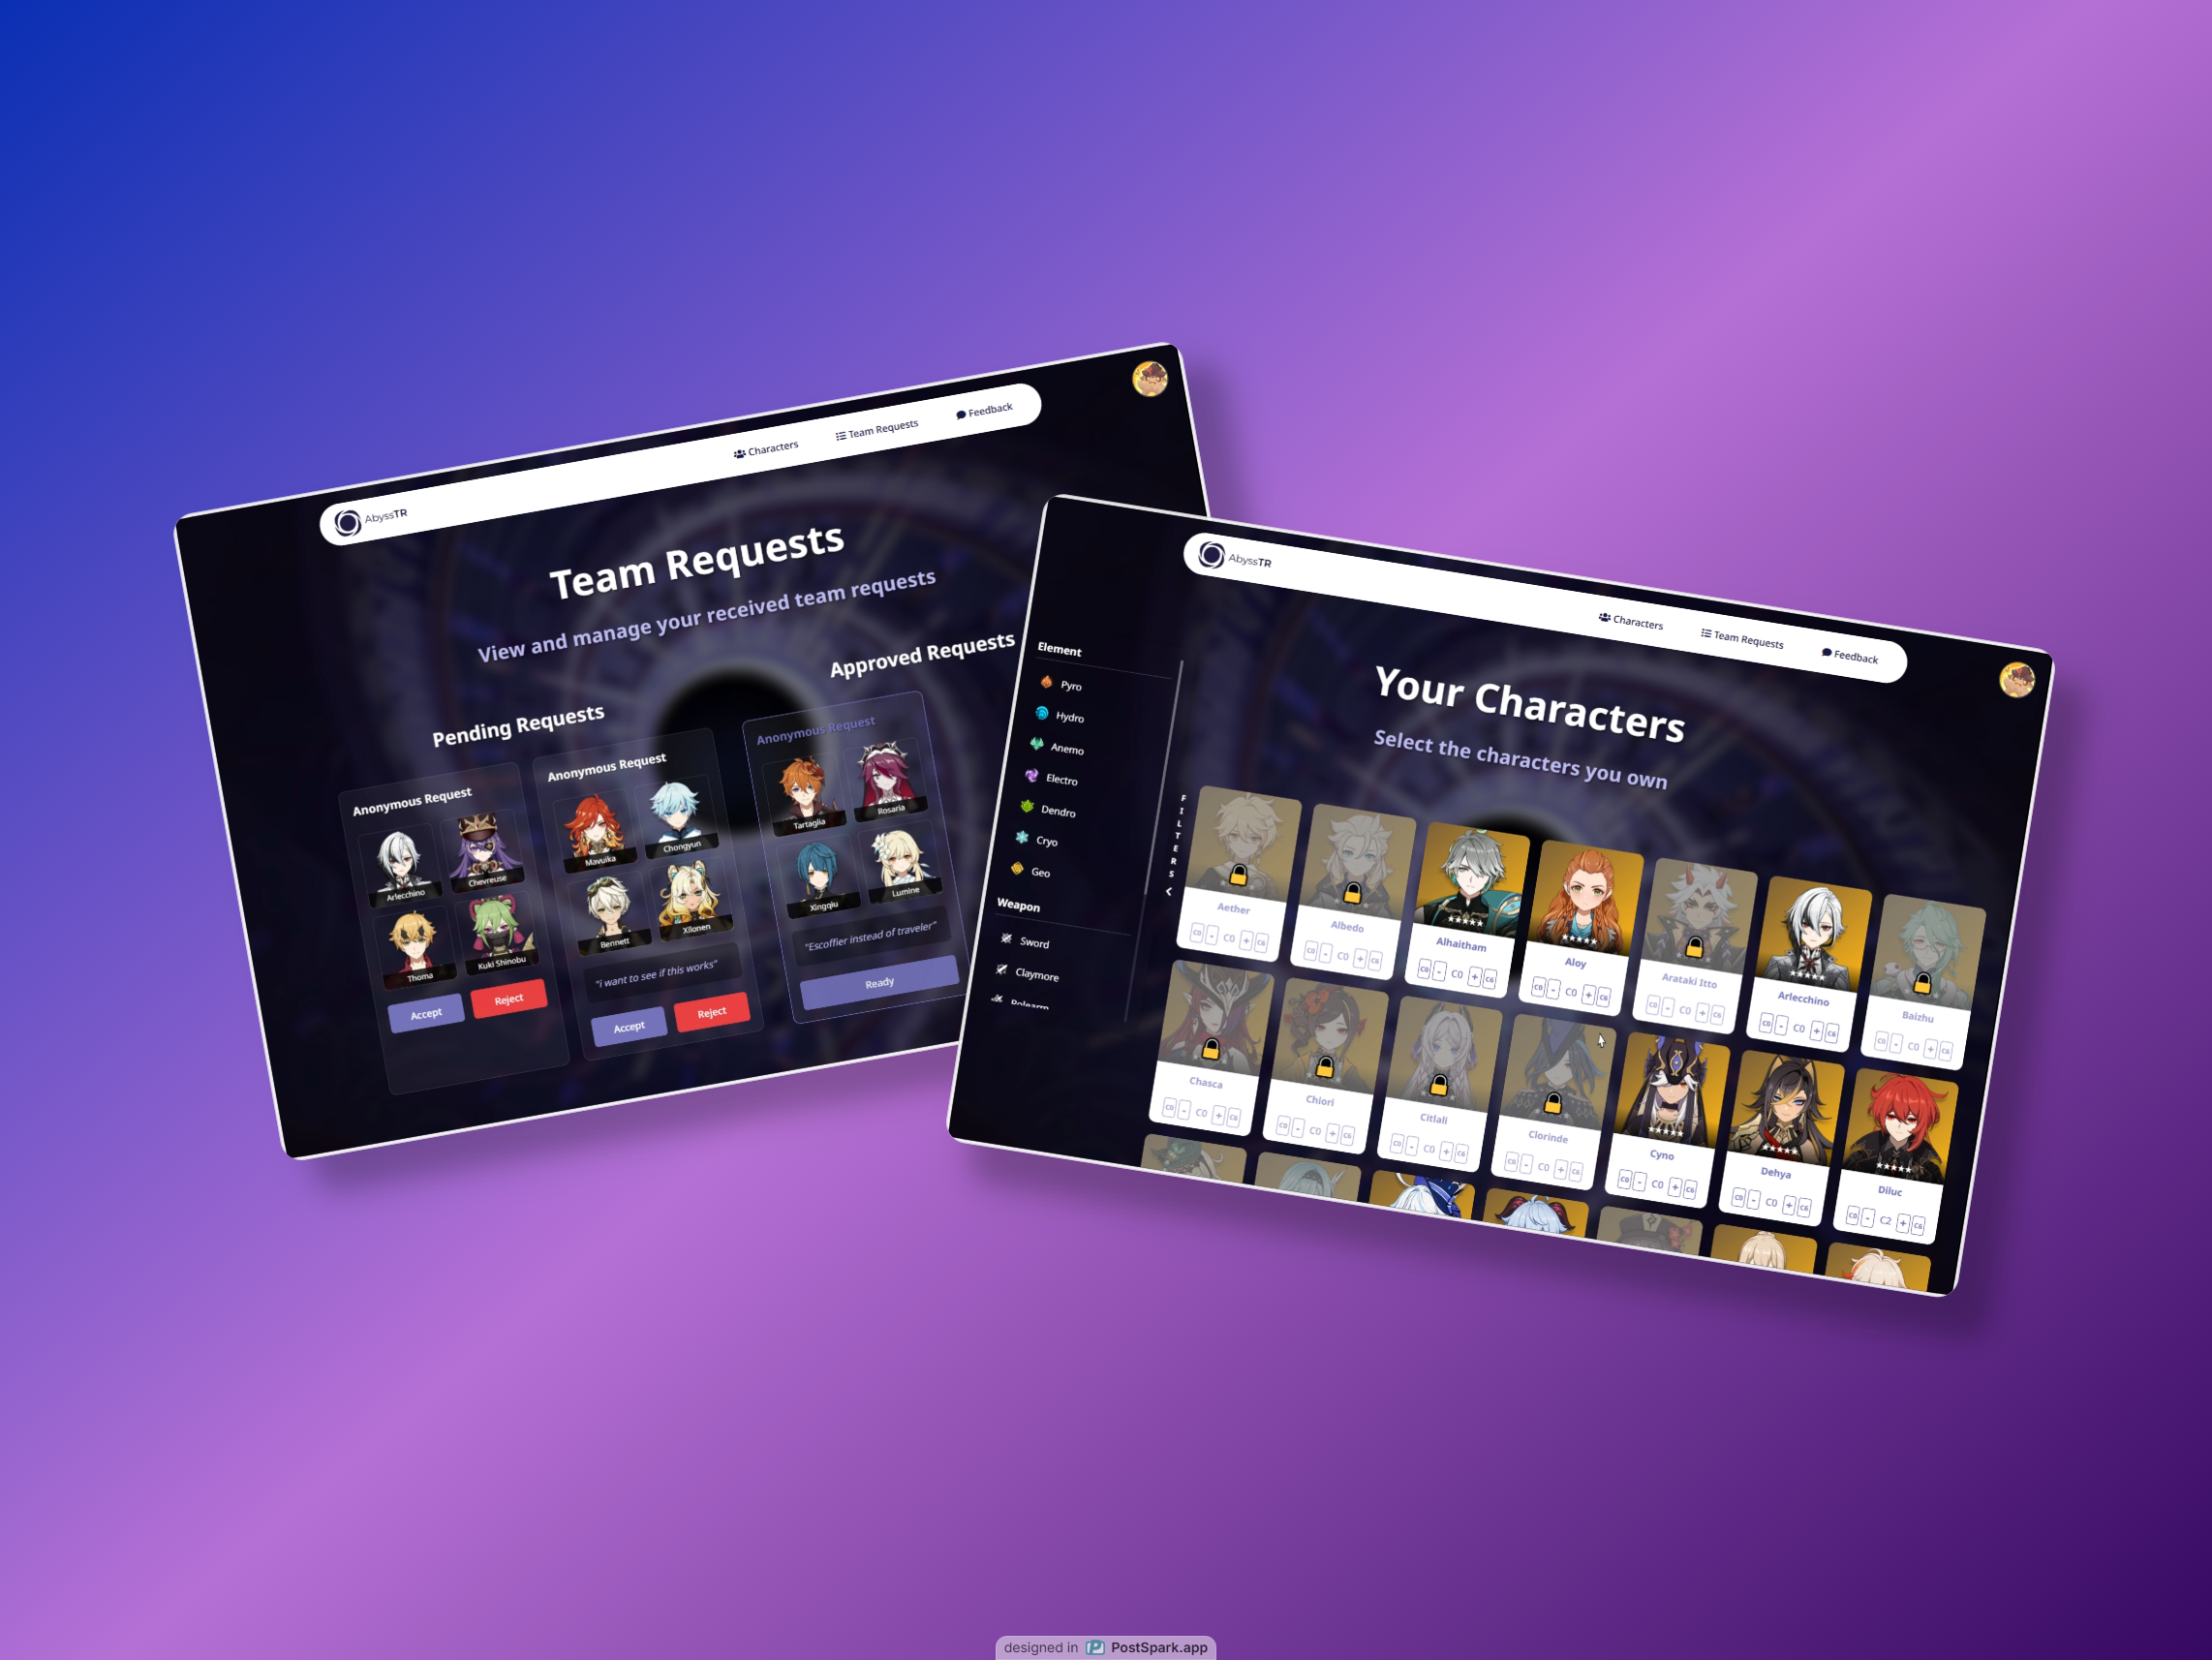 AbyssTR
Characters
Team Requests
Feedback
Team Requests
View and manage your received team requests
Pending Requests
Approved Requests
Anonymous Request
Arlecchino
Chevreuse
Thoma
Kuki Shinobu
Accept
Reject
Anonymous Request
Mavuika
Chongyun
Bennett
Xilonen
"i want to see if this works"
Accept
Reject
Anonymous Request
Tartaglia
Rosaria
Xingqiu
Lumine
"Escoffier instead of traveler"
Ready
AbyssTR
Characters
Team Requests
Feedback
Your Characters
Select the characters you own
Element
Pyro
Hydro
Anemo
Electro
Dendro
Cryo
Geo
Weapon
Sword
Claymore
Polearm
FILTERS
Aether
C0 - C0 + C6
Albedo
C0 - C0 + C6
Alhaitham
C0 - C0 + C6
Aloy
C0 - C0 + C6
Arataki Itto
C0 - C0 + C6
Arlecchino
C0 - C0 + C6
Baizhu
C0 - C0 + C6
Chasca
C0 - C0 + C6
Chiori
C0 - C0 + C6
Citlali
C0 - C0 + C6
Clorinde
C0 - C0 + C6
Cyno
C0 - C0 + C6
Dehya
C0 - C0 + C6
Diluc
C0 - C2 + C6
designed in PostSpark.app